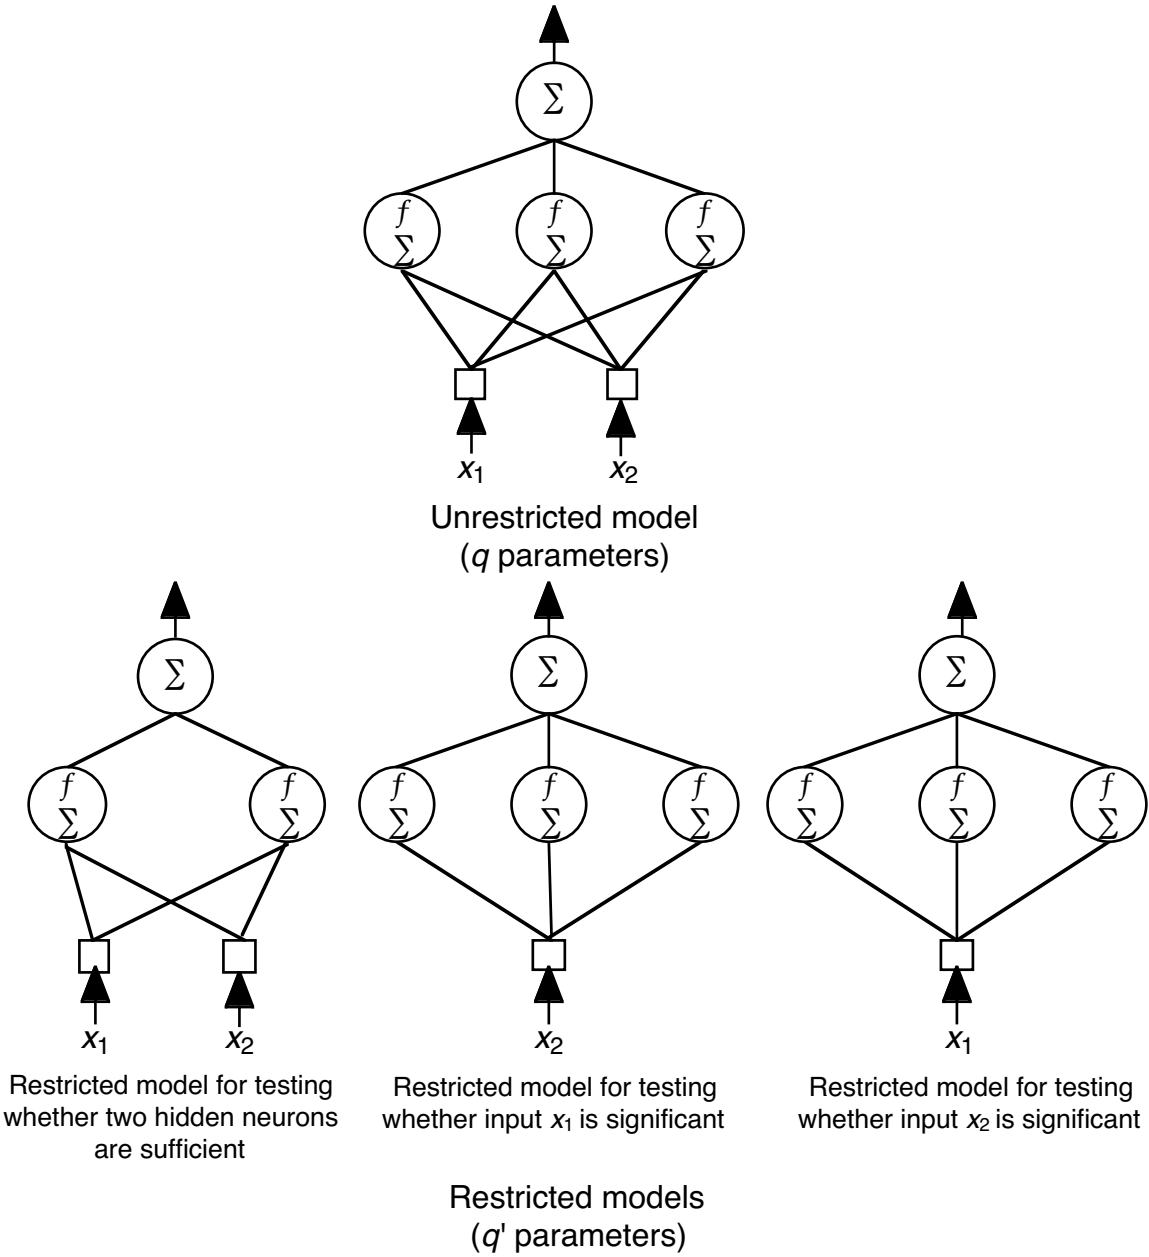 Σ
f f f
Σ Σ Σ
x1 x2
Unrestricted model
(q parameters)
Σ Σ Σ
f f f f f f f f
Σ Σ Σ Σ Σ Σ Σ Σ
x1 x2 x2 x1
Restricted model for testing
whether two hidden neurons
are sufficient
Restricted model for testing
whether input x1 is significant
Restricted model for testing
whether input x2 is significant
Restricted models
(q' parameters)